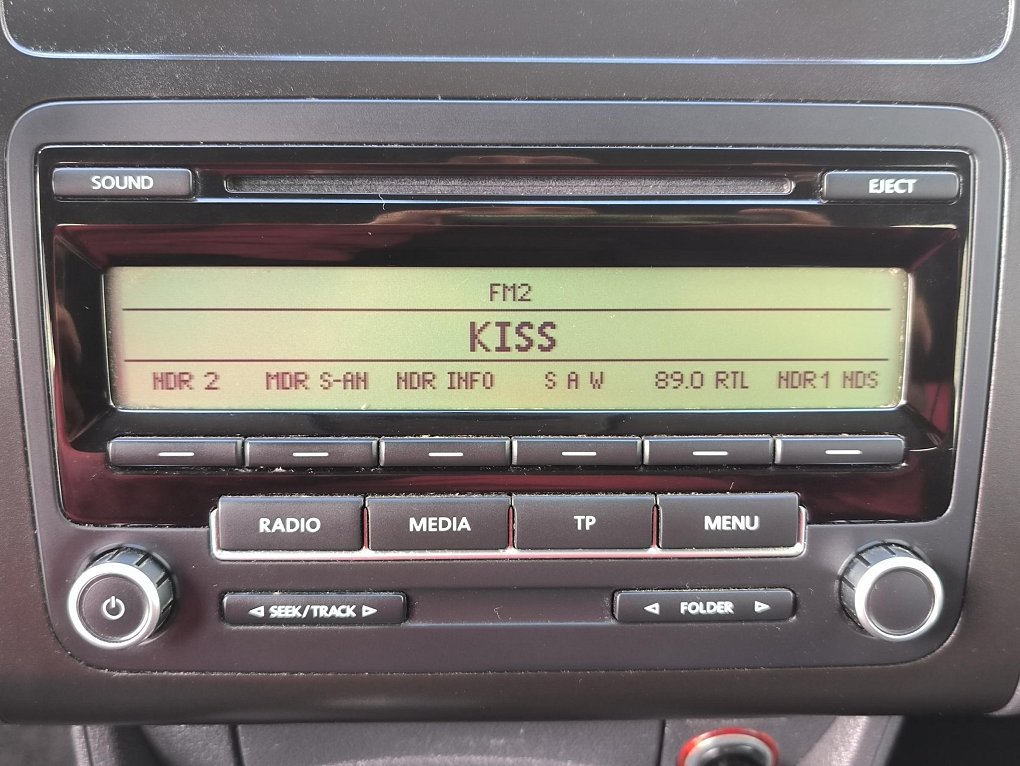 SOUND EJECT
FM2
KISS
NDR 2 MDR S-AN NDR INFO S A W 89.0 RTL NDR1 NDS
RADIO MEDIA TP MENU
◁ SEEK/TRACK ▷ ◁ FOLDER ▷